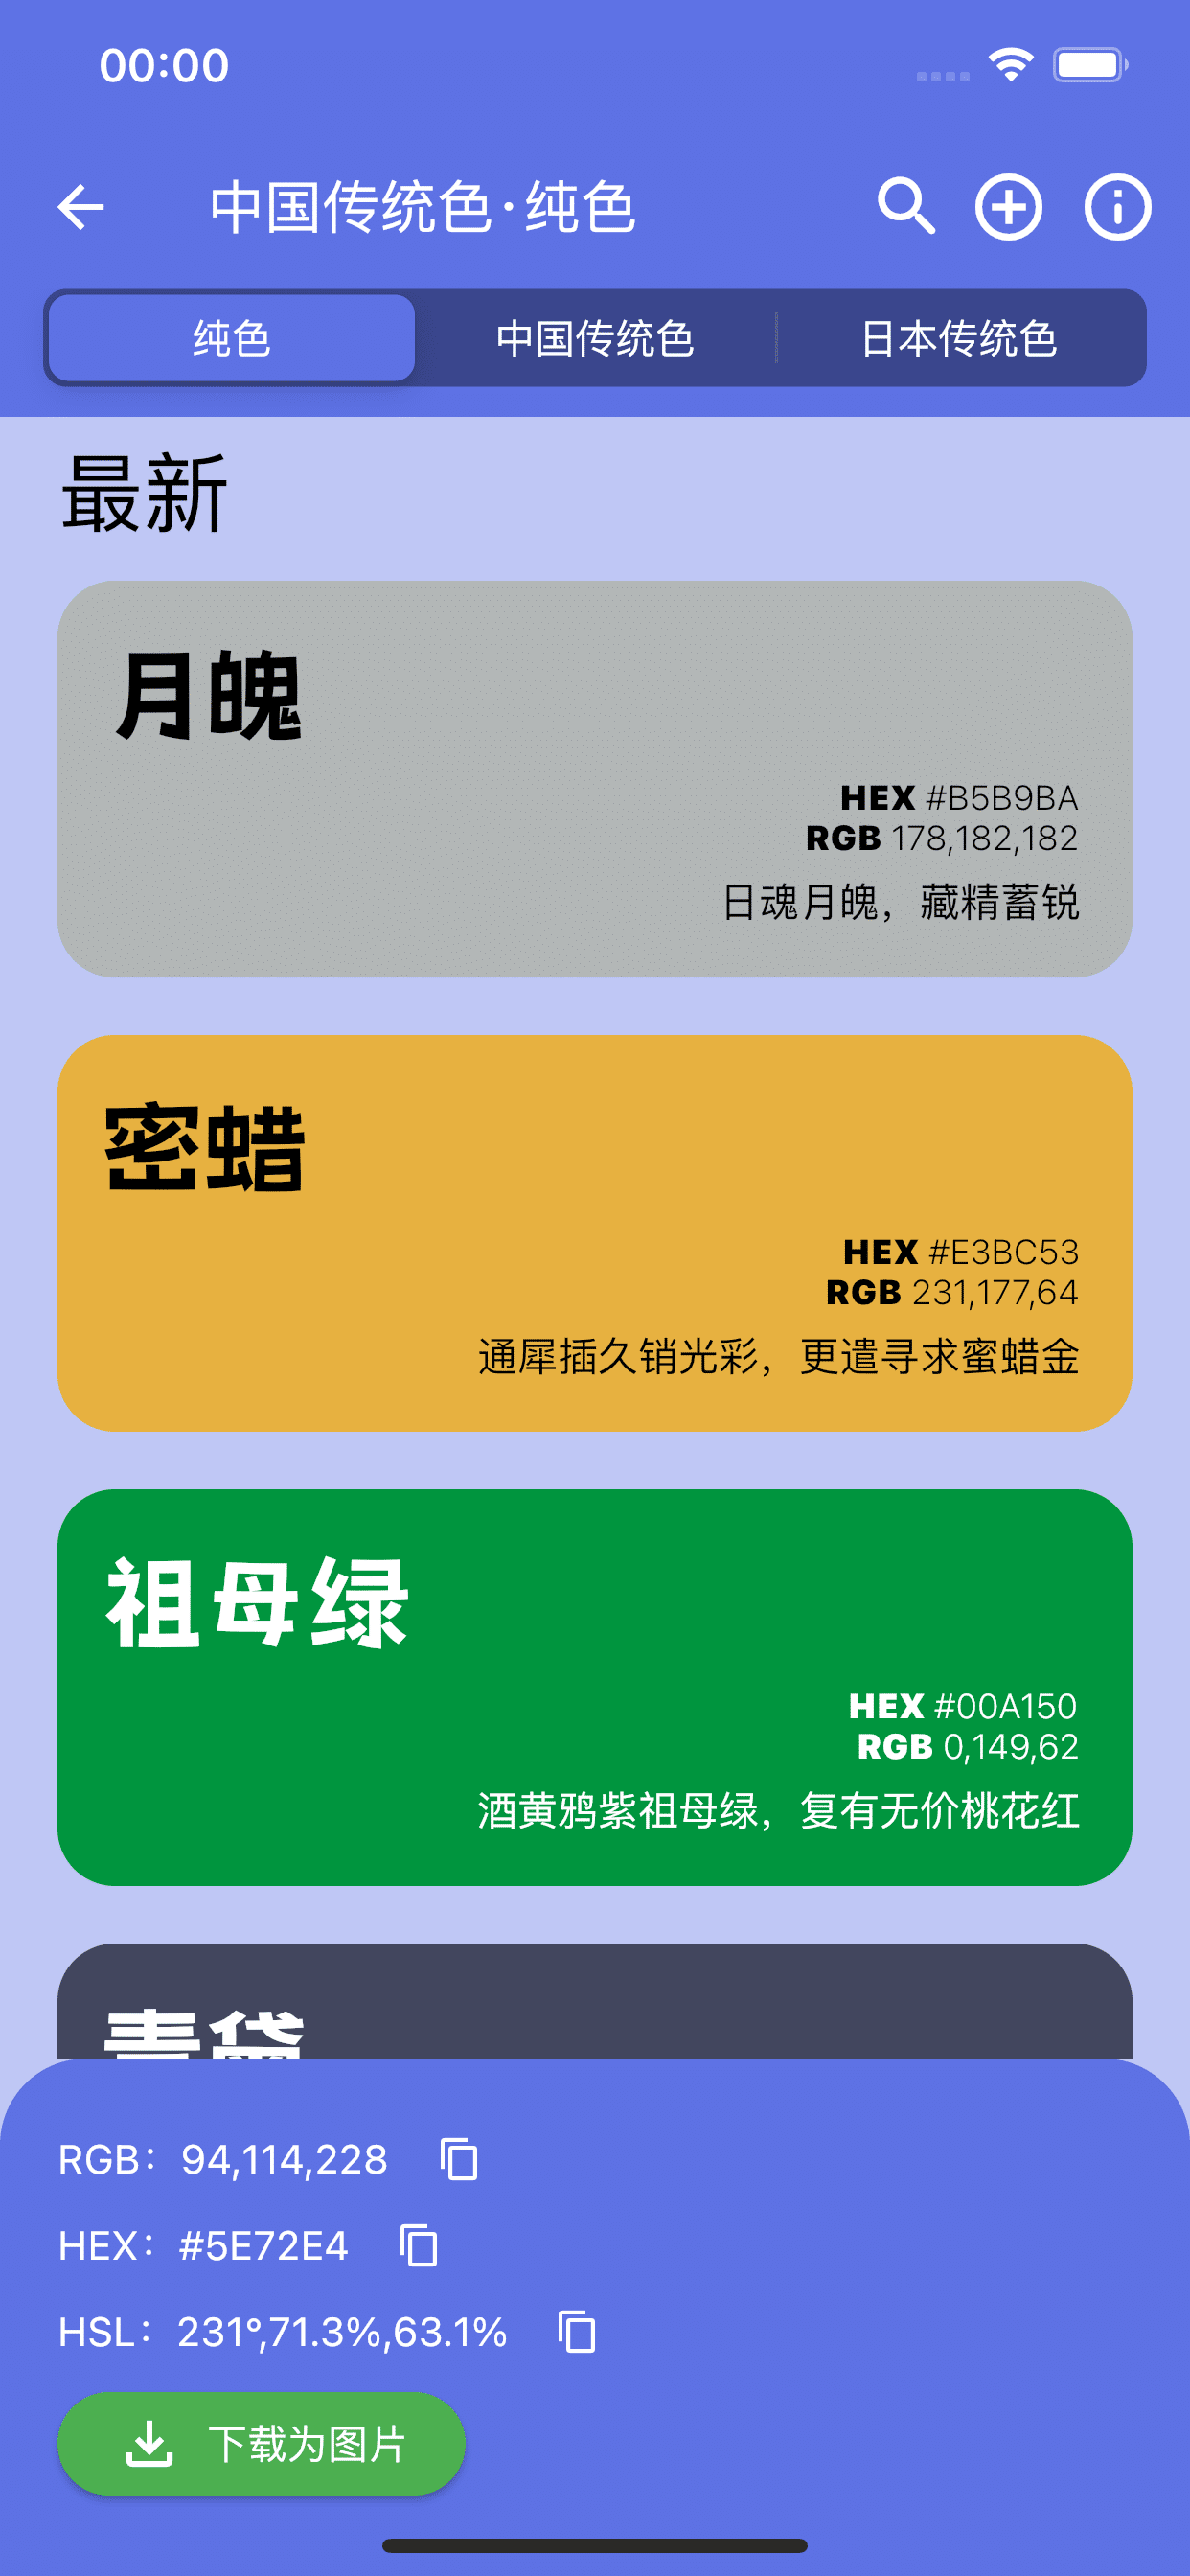 00:00
中国传统色·纯色
纯色
中国传统色
日本传统色
最新
月魄
HEX #B5B9BA
RGB 178,182,182
日魂月魄，藏精蓄锐
密蜡
HEX #E3BC53
RGB 231,177,64
通犀插久销光彩，更遣寻求蜜蜡金
祖母绿
HEX #00A150
RGB 0,149,62
酒黄鸦紫祖母绿，复有无价桃花红
RGB：94,114,228
HEX：#5E72E4
HSL：231°,71.3%,63.1%
下载为图片